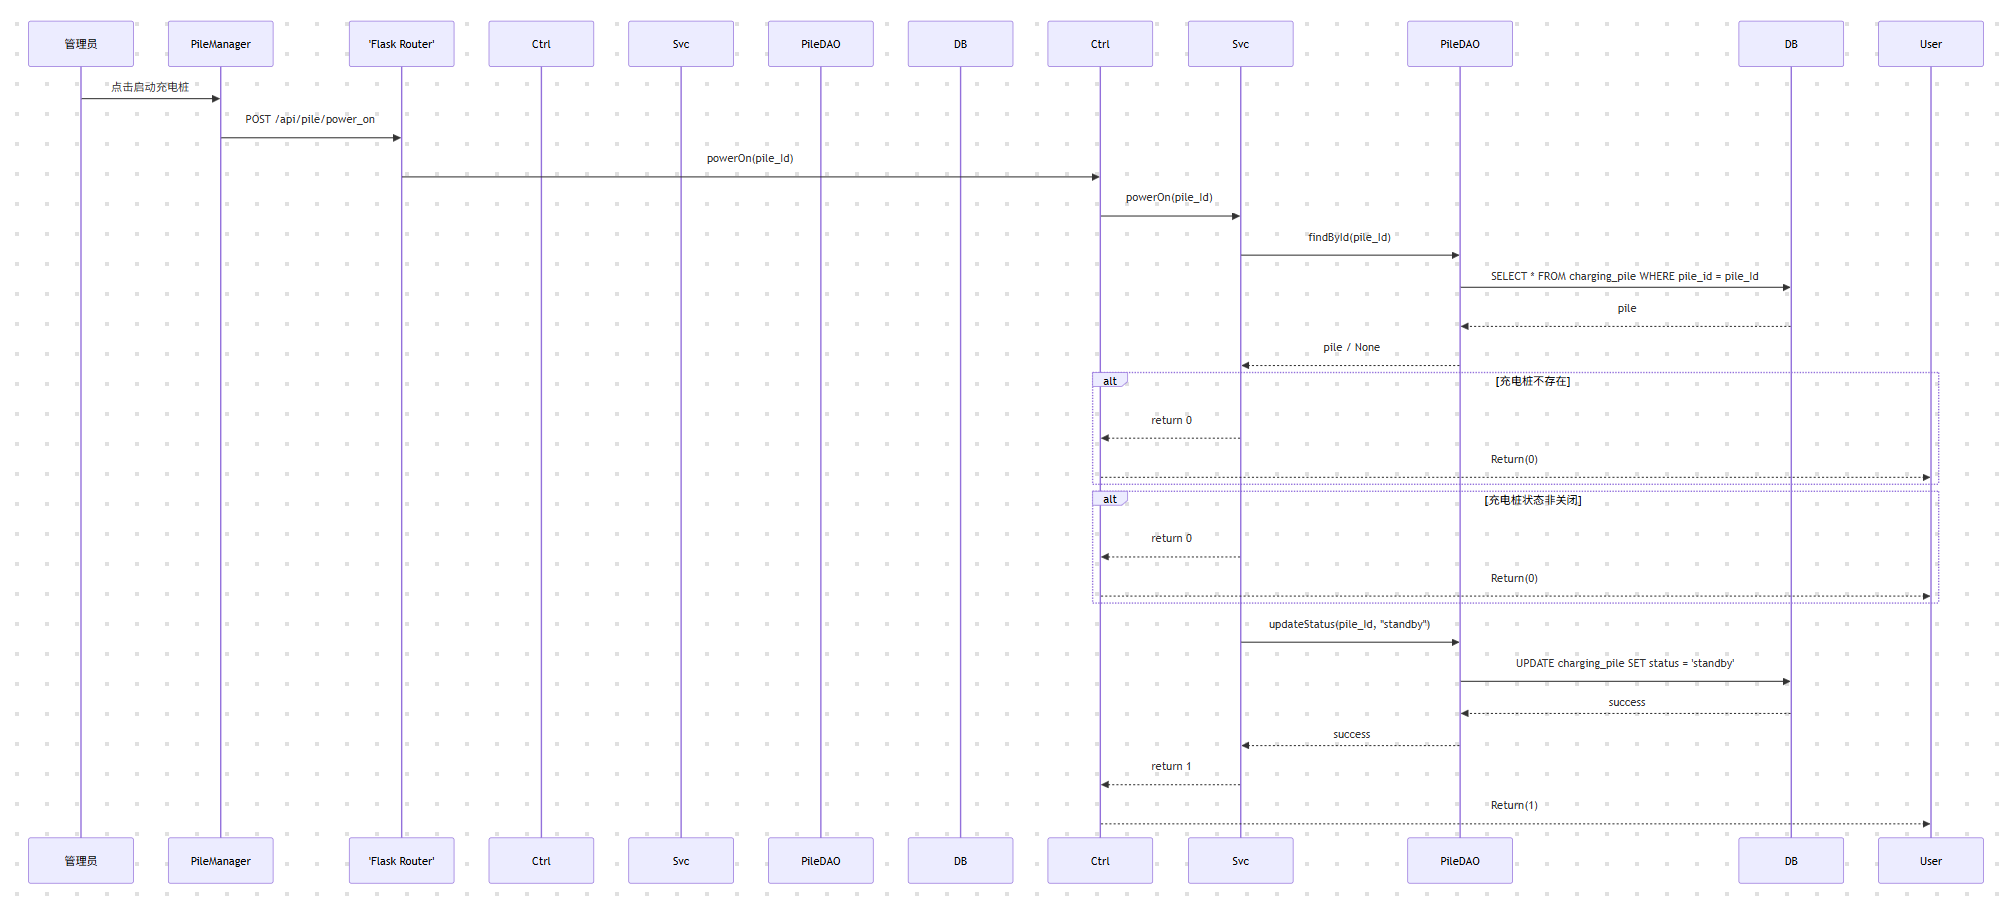 管理员 PileManager 'Flask Router' Ctrl Svc PileDAO DB Ctrl Svc PileDAO DB User
点击启动充电桩
POST /api/pile/power_on
powerOn(pile_Id)
powerOn(pile_Id)
findById(pile_Id)
SELECT * FROM charging_pile WHERE pile_id = pile_Id
pile
pile / None
alt [充电桩不存在]
return 0
Return(0)
alt [充电桩状态非关闭]
return 0
Return(0)
updateStatus(pile_Id, "standby")
UPDATE charging_pile SET status = 'standby'
success
success
return 1
Return(1)
管理员 PileManager 'Flask Router' Ctrl Svc PileDAO DB Ctrl Svc PileDAO DB User